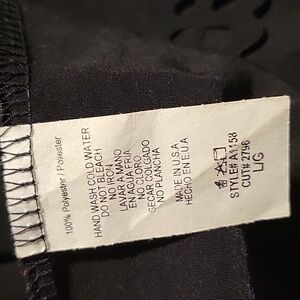 100% Polyester / Poliester
HAND WASH COLD WATER
DO NOT BLEACH
NO IRON
LAVAR A MANO
EN AGUA FRIA
NO CLORO
SECAR COLGADO
NO PLANCHA
MADE IN U.S.A
HECHO EN E.U.A
STYLE# A1158
CUT# 2796
L/G